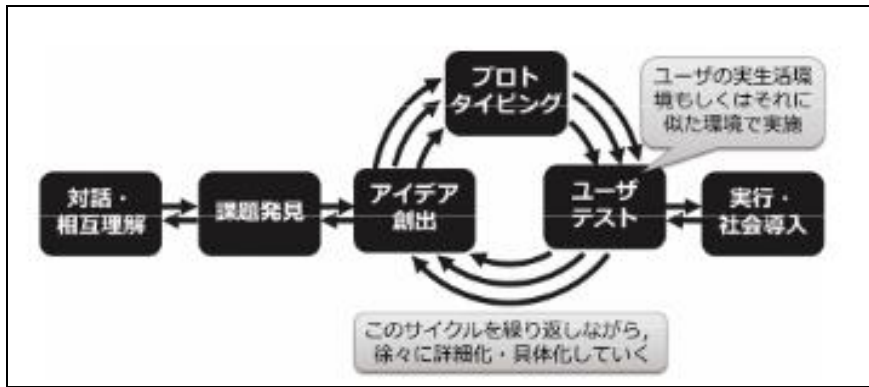 プロト
タイピング
ユーザの実生活環
境もしくはそれに
似た環境で実施
対話・
相互理解
課題発見
アイデア
創出
ユーザ
テスト
実行・
社会導入
このサイクルを繰り返しながら,
徐々に詳細化・具体化していく